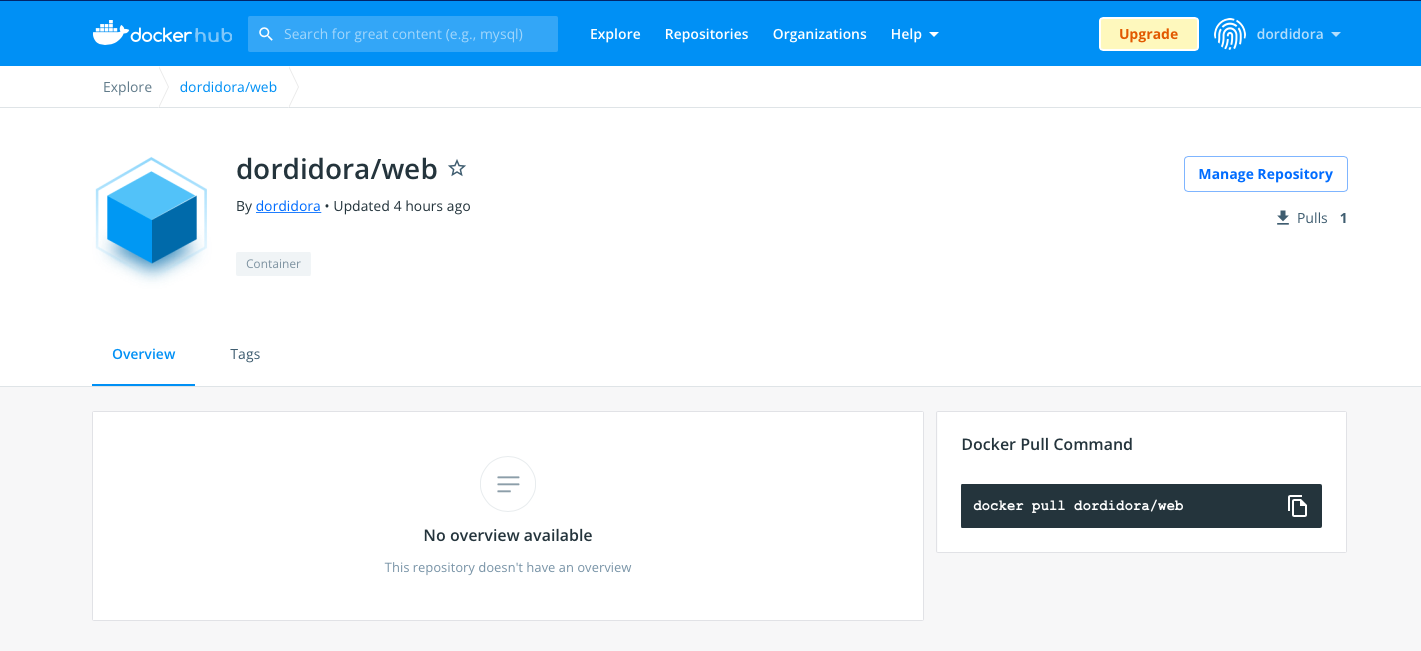 docker hub
Search for great content (e.g., mysql)
Explore
Repositories
Organizations
Help
Upgrade
dordidora
Explore
dordidora/web
dordidora/web
Manage Repository
By dordidora • Updated 4 hours ago
Pulls 1
Container
Overview
Tags
Docker Pull Command
docker pull dordidora/web
No overview available
This repository doesn't have an overview